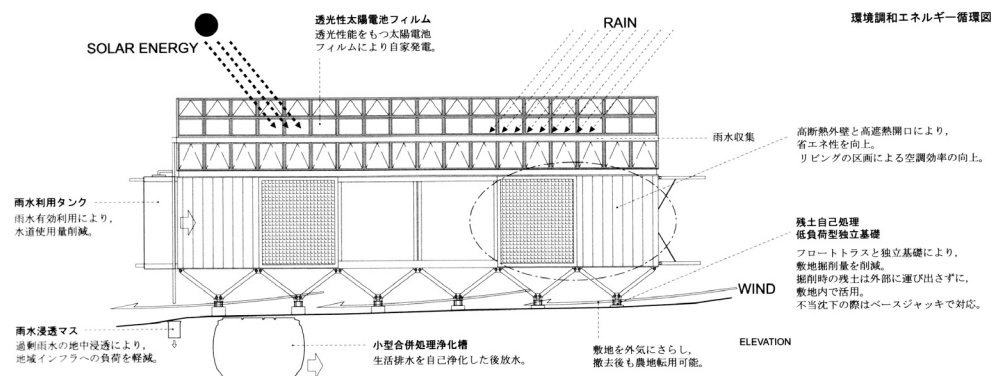 環境調和エネルギー循環図
SOLAR ENERGY
透光性太陽電池フィルム
透光性能をもつ太陽電池
フィルムにより自家発電。
RAIN
雨水収集
高断熱外壁と高遮熱開口により,
省エネ性を向上。
リビングの区画による空調効率の向上。
雨水利用タンク
雨水有効利用により,
水道使用量削減。
残土自己処理
低負荷型独立基礎
フロートトラスと独立基礎により,
敷地掘削量を削減。
掘削時の残土は外部に運び出さずに,
敷地内で活用。
不当沈下の際はベースジャッキで対応。
WIND
雨水浸透マス
過剰雨水の地中浸透により,
地域インフラへの負荷を軽減。
小型合併処理浄化槽
生活排水を自己浄化した後放水。
敷地を外気にさらし,
撤去後も農地転用可能。
ELEVATION